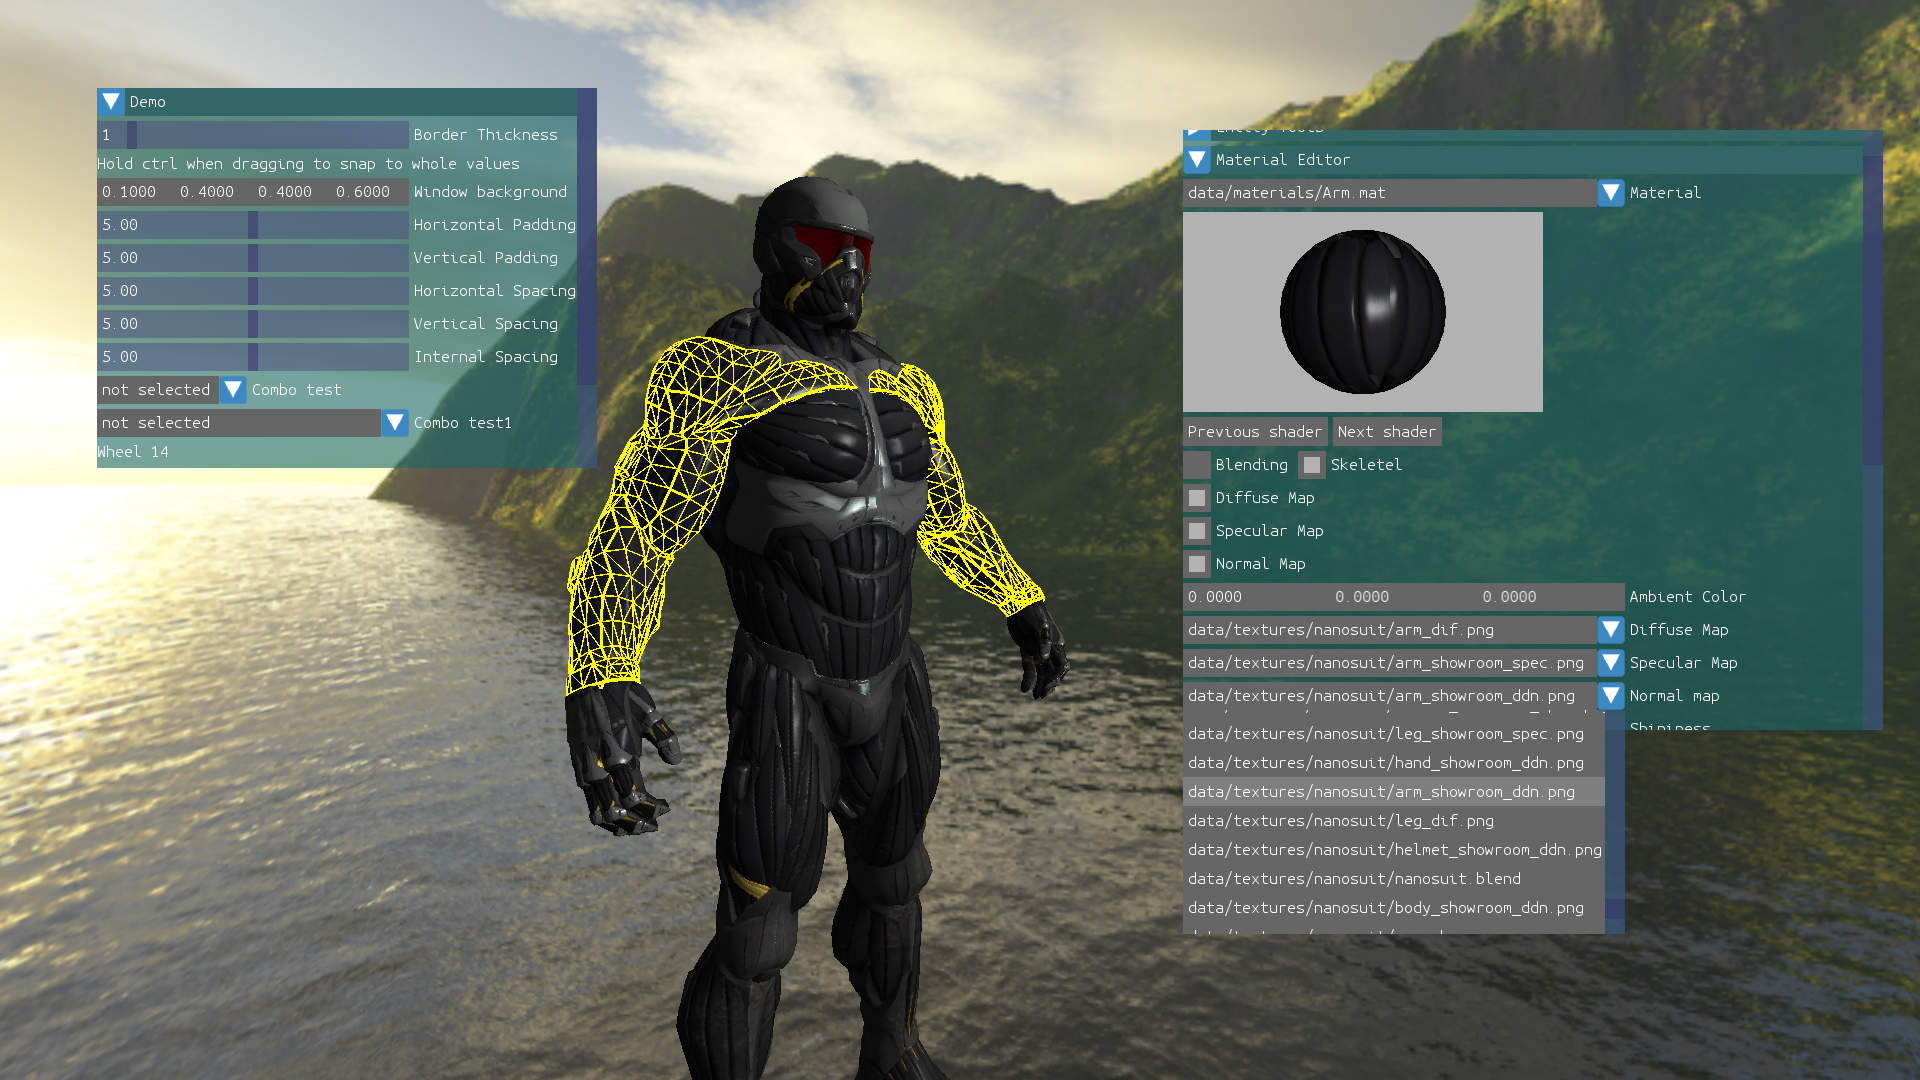 Demo
1 Border Thickness
Hold ctrl when dragging to snap to whole values
0.1000 0.4000 0.4000 0.6000 Window background
5.00 Horizontal Padding
5.00 Vertical Padding
5.00 Horizontal Spacing
5.00 Vertical Spacing
5.00 Internal Spacing
not selected Combo test
not selected Combo test1
Wheel 14
Entity Tools
Material Editor
data/materials/Arm.mat Material
Previous shader Next shader
Blending Skeletel
Diffuse Map
Specular Map
Normal Map
0.0000 0.0000 0.0000 Ambient Color
data/textures/nanosuit/arm_dif.png Diffuse Map
data/textures/nanosuit/arm_showroom_spec.png Specular Map
data/textures/nanosuit/arm_showroom_ddn.png Normal map
Shininess
data/textures/nanosuit/leg_showroom_spec.png
data/textures/nanosuit/hand_showroom_ddn.png
data/textures/nanosuit/arm_showroom_ddn.png
data/textures/nanosuit/leg_dif.png
data/textures/nanosuit/helmet_showroom_ddn.png
data/textures/nanosuit/nanosuit.blend
data/textures/nanosuit/body_showroom_ddn.png